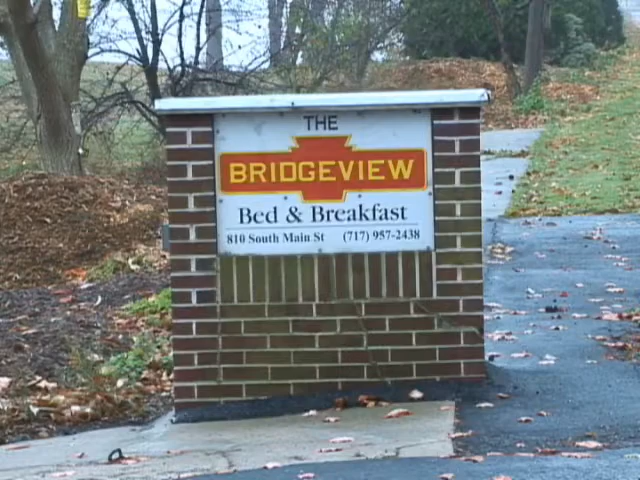 THE
BRIDGEVIEW
Bed & Breakfast
810 South Main St (717) 957-2438